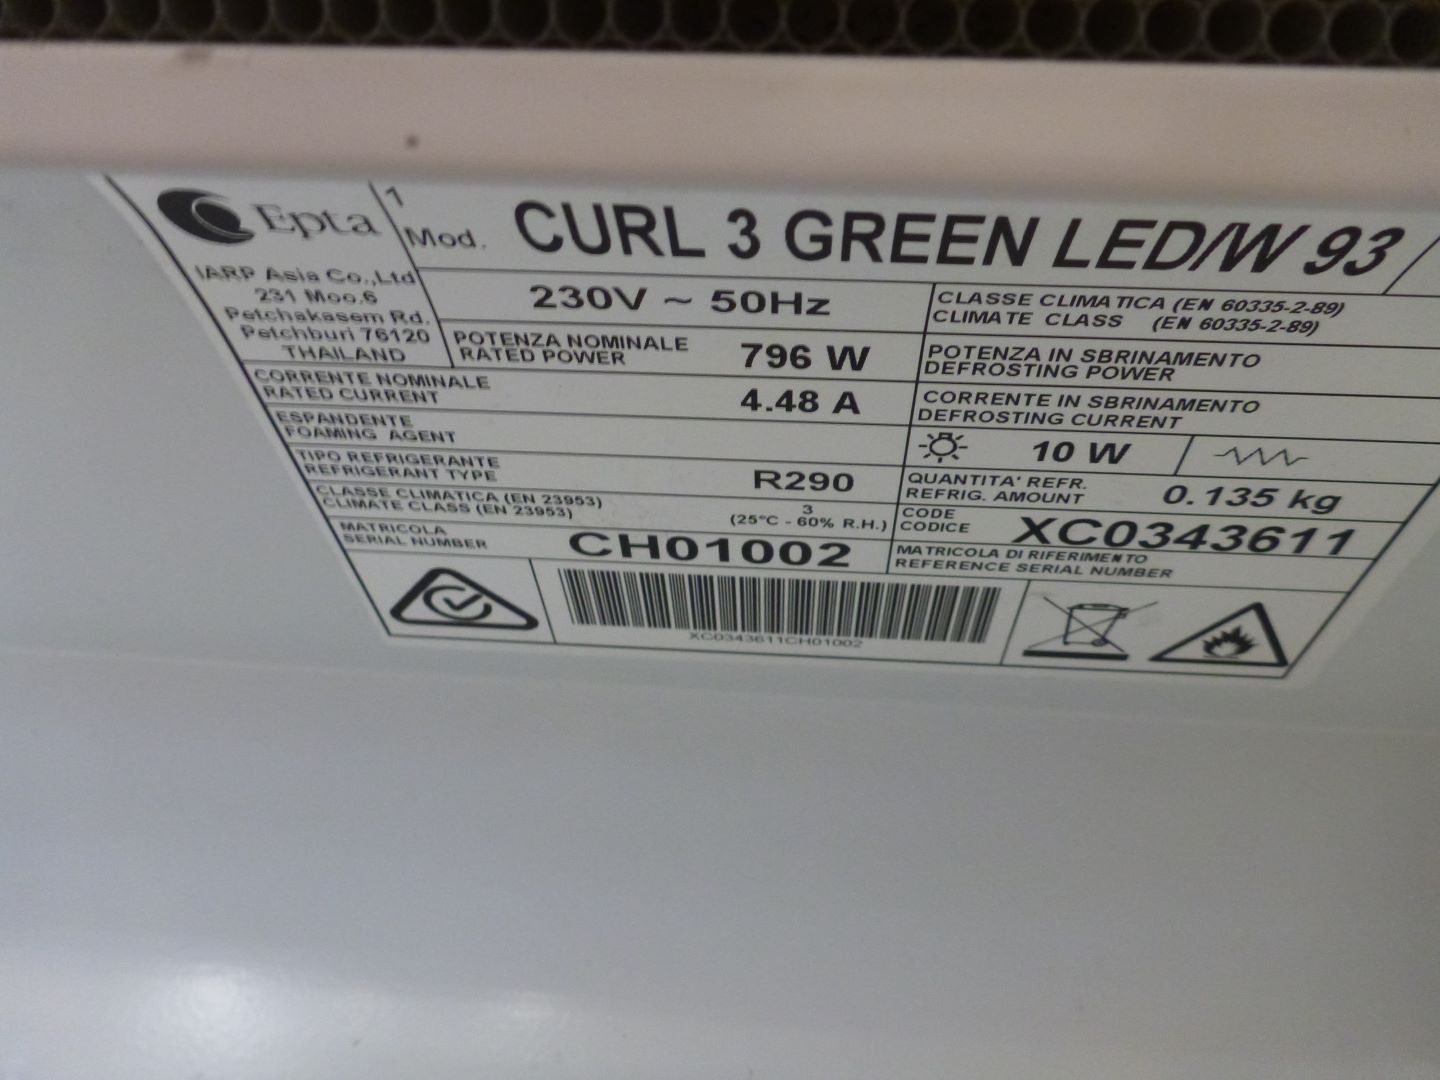 Epta
IARP Asia Co.,Ltd
231 Moo.6
Petchakasem Rd.
Petchburi 76120
THAILAND
1
Mod. CURL 3 GREEN LED/W 93
230V ~ 50Hz
CLASSE CLIMATICA (EN 60335-2-89)
CLIMATE CLASS (EN 60335-2-89)
POTENZA NOMINALE
RATED POWER
796 W
POTENZA IN SBRINAMENTO
DEFROSTING POWER
CORRENTE NOMINALE
RATED CURRENT
4.48 A
CORRENTE IN SBRINAMENTO
DEFROSTING CURRENT
ESPANDENTE
FOAMING AGENT
10 W
TIPO REFRIGERANTE
REFRIGERANT TYPE
R290
QUANTITA' REFR.
REFRIG. AMOUNT
0.135 kg
CLASSE CLIMATICA (EN 23953)
CLIMATE CLASS (EN 23953)
3
(25°C - 60% R.H.)
CODE
CODICE
XC0343611
MATRICOLA
SERIAL NUMBER
CH01002
MATRICOLA DI RIFERIMENTO
REFERENCE SERIAL NUMBER
XC0343611CH01002